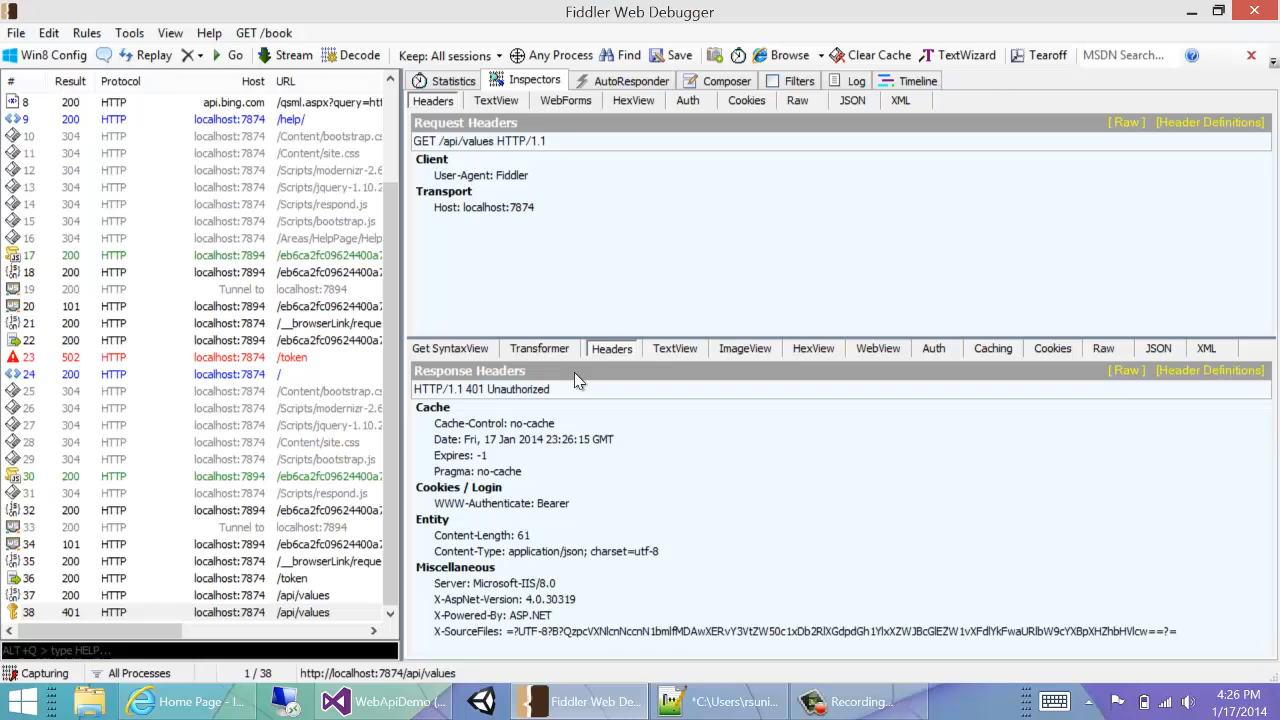 Fiddler Web Debugger
File Edit Rules Tools View Help GET /book
Win8 Config Replay Go Stream Decode Keep: All sessions Any Process Find Save Browse Clear Cache TextWizard Tearoff MSDN Search...
# Result Protocol Host URL
8 200 HTTP api.bing.com /qsml.aspx?query=htt
9 200 HTTP localhost:7874 /help/
10 304 HTTP localhost:7874 /Content/bootstrap.cs
11 304 HTTP localhost:7874 /Content/site.css
12 304 HTTP localhost:7874 /Scripts/modernizr-2.6
13 304 HTTP localhost:7874 /Scripts/jquery-1.10.2
14 304 HTTP localhost:7874 /Scripts/respond.js
15 304 HTTP localhost:7874 /Scripts/bootstrap.js
16 304 HTTP localhost:7874 /Areas/HelpPage/Help
17 200 HTTP localhost:7894 /eb6ca2fc09624400a7
18 200 HTTP localhost:7894 /eb6ca2fc09624400a7
19 200 HTTP Tunnel to localhost:7894
20 101 HTTP localhost:7894 /eb6ca2fc09624400a7
21 200 HTTP localhost:7874 /__browserLink/reque
22 200 HTTP localhost:7894 /eb6ca2fc09624400a7
23 502 HTTP localhost:7874 /token
24 200 HTTP localhost:7874 /
25 304 HTTP localhost:7874 /Content/bootstrap.cs
26 304 HTTP localhost:7874 /Scripts/modernizr-2.6
27 304 HTTP localhost:7874 /Scripts/jquery-1.10.2
28 304 HTTP localhost:7874 /Content/site.css
29 304 HTTP localhost:7874 /Scripts/bootstrap.js
30 200 HTTP localhost:7894 /eb6ca2fc09624400a7
31 304 HTTP localhost:7874 /Scripts/respond.js
32 200 HTTP localhost:7894 /eb6ca2fc09624400a7
33 200 HTTP Tunnel to localhost:7894
34 101 HTTP localhost:7894 /eb6ca2fc09624400a7
35 200 HTTP localhost:7874 /__browserLink/reque
36 200 HTTP localhost:7874 /token
37 200 HTTP localhost:7874 /api/values
38 401 HTTP localhost:7874 /api/values
ALT+Q > type HELP...
Statistics Inspectors AutoResponder Composer Filters Log Timeline
Headers TextView WebForms HexView Auth Cookies Raw JSON XML
Request Headers [ Raw ] [Header Definitions]
GET /api/values HTTP/1.1
Client
User-Agent: Fiddler
Transport
Host: localhost:7874
Get SyntaxView Transformer Headers TextView ImageView HexView WebView Auth Caching Cookies Raw JSON XML
Response Headers [ Raw ] [Header Definitions]
HTTP/1.1 401 Unauthorized
Cache
Cache-Control: no-cache
Date: Fri, 17 Jan 2014 23:26:15 GMT
Expires: -1
Pragma: no-cache
Cookies / Login
WWW-Authenticate: Bearer
Entity
Content-Length: 61
Content-Type: application/json; charset=utf-8
Miscellaneous
Server: Microsoft-IIS/8.0
X-AspNet-Version: 4.0.30319
X-Powered-By: ASP.NET
Capturing All Processes 1 / 38 http://localhost:7874/api/values
Home Page - I... WebApiDemo (... Fiddler Web De... *C:\Users\rsuni... Recording...
4:26 PM
1/17/2014